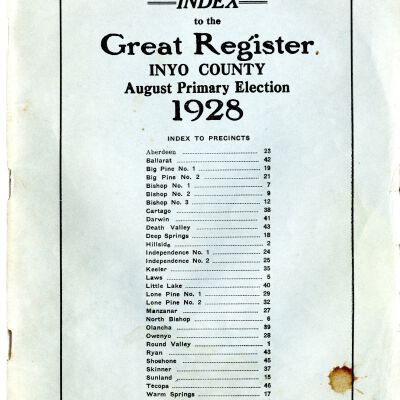 INDEX
to the
Great Register.
INYO COUNTY
August Primary Election
1928
INDEX TO PRECINCTS
Aberdeen 23
Ballarat 42
Big Pine No. 1 19
Big Pine No. 2 21
Bishop No. 1 7
Bishop No. 2 9
Bishop No. 3 12
Cartago 38
Darwin 41
Death Valley 43
Deep Springs 18
Hillside 2
Independence No. 1 24
Independence No. 2 25
Keeler 35
Laws 5
Little Lake 40
Lone Pine No. 1 29
Lone Pine No. 2 32
Manzanar 27
North Bishop 6
Olancha 39
Owenyo 28
Round Valley 1
Ryan 43
Shoshone 45
Skinner 37
Sunland 15
Tecopa 46
Warm Springs 17